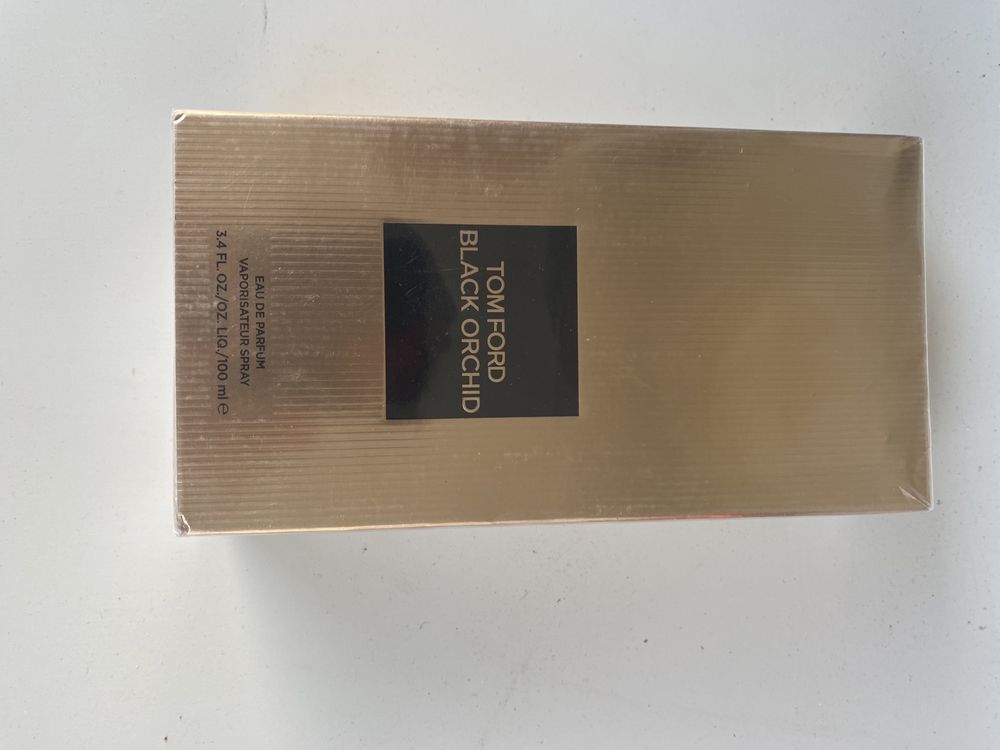 TOM FORD
BLACK ORCHID
EAU DE PARFUM
VAPORISATEUR SPRAY
3.4 FL.OZ./OZ. LIQ./100 ml ℮